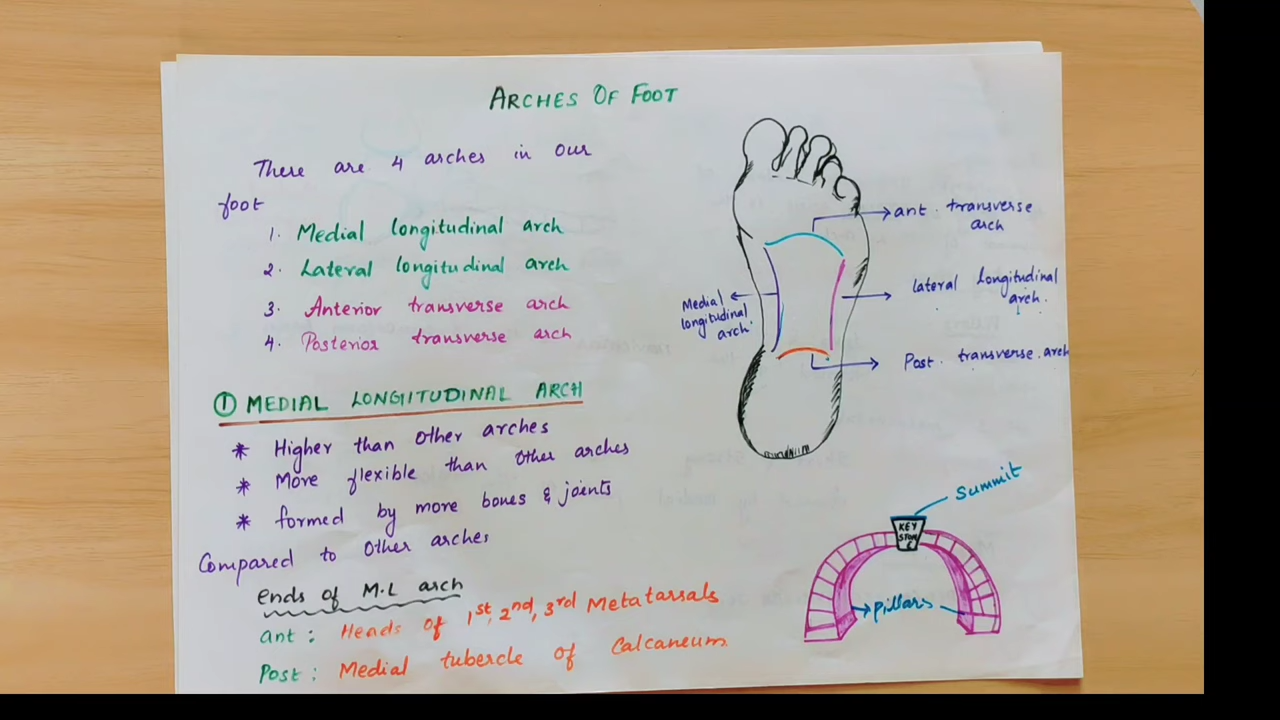 ARCHES OF FOOT
There are 4 arches in our
foot
1. Medial longitudinal arch
2. Lateral longitudinal arch
3. Anterior transverse arch
4. Posterior transverse arch
① MEDIAL LONGITUDINAL ARCH
* Higher than other arches
* More flexible than other arches
* formed by more bones & joints
Compared to other arches
ends of M.L arch
ant : Heads of 1st, 2nd, 3rd Metatarsals
Post : Medial tubercle of Calcaneum
ant. transverse
arch
Medial
longitudinal
arch
lateral longitudinal
arch.
Post. transverse. arch
Summit
KEY
STONE
Pillars